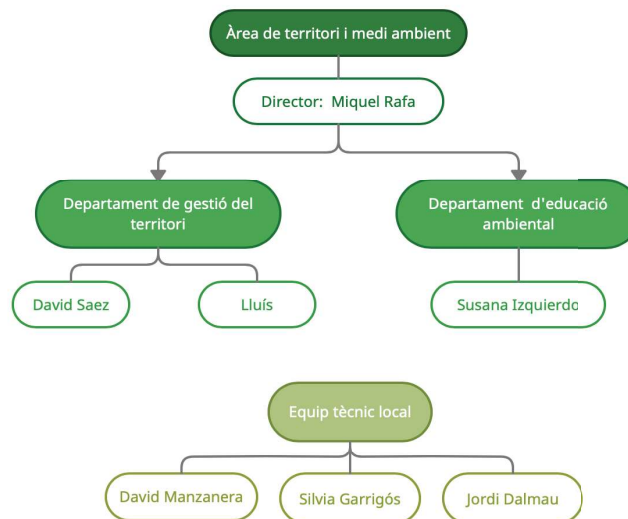 Àrea de territori i medi ambient
Director:  Miquel Rafa
Departament de gestió del
territori
Departament  d'educació
ambiental
David Saez
Lluís
Susana Izquierdo
Equip tècnic local
David Manzanera
Silvia Garrigós
Jordi Dalmau